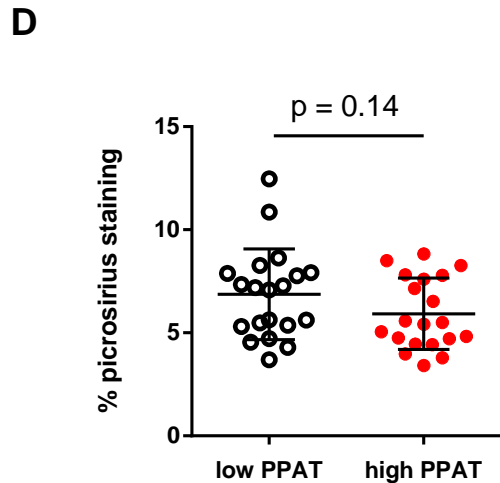 D
p = 0.14
% picrosirius staining
15
10
5
0
low PPAT high PPAT